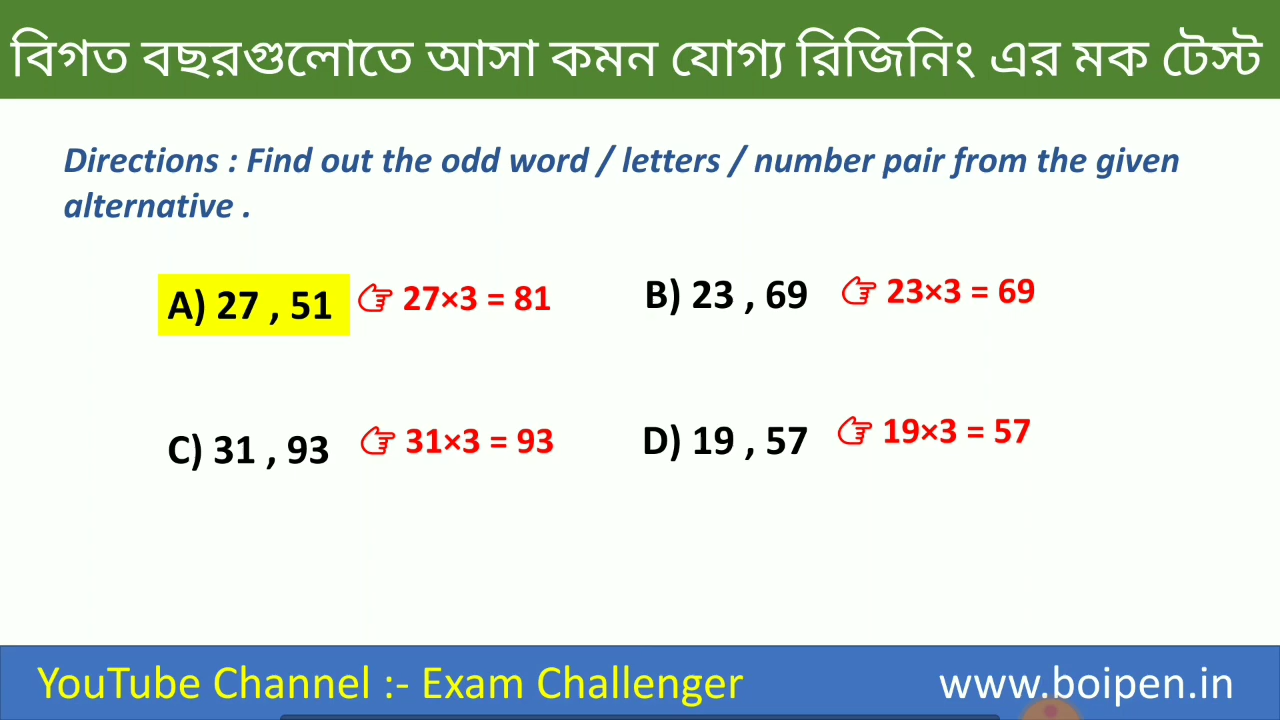 বিগত বছরগুলোতে আসা কমন যোগ্য রিজিনিং এর মক টেস্ট
Directions : Find out the odd word / letters / number pair from the given
alternative .
A) 27 , 51 27×3 = 81
B) 23 , 69 23×3 = 69
C) 31 , 93 31×3 = 93
D) 19 , 57 19×3 = 57
YouTube Channel :- Exam Challenger
www.boipen.in